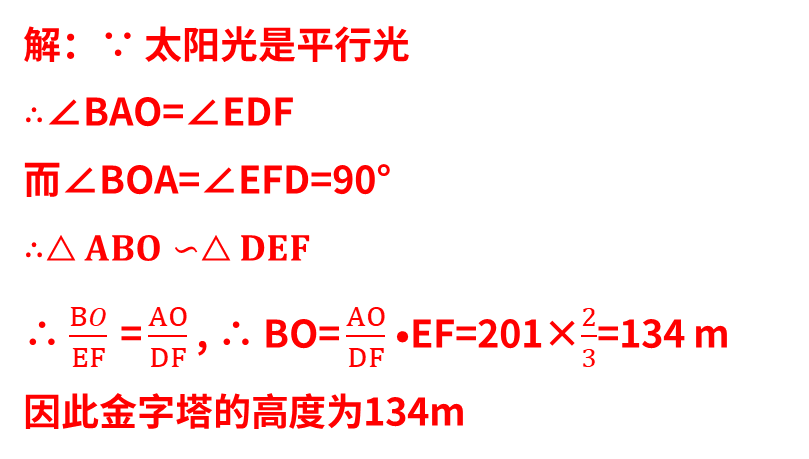 解：∵ 太阳光是平行光
∴∠BAO=∠EDF
而∠BOA=∠EFD=90°
∴△ ABO ∽△ DEF
∴ BO/EF =AO/DF , ∴ BO=AO/DF •EF=201×2/3=134 m
因此金字塔的高度为134m